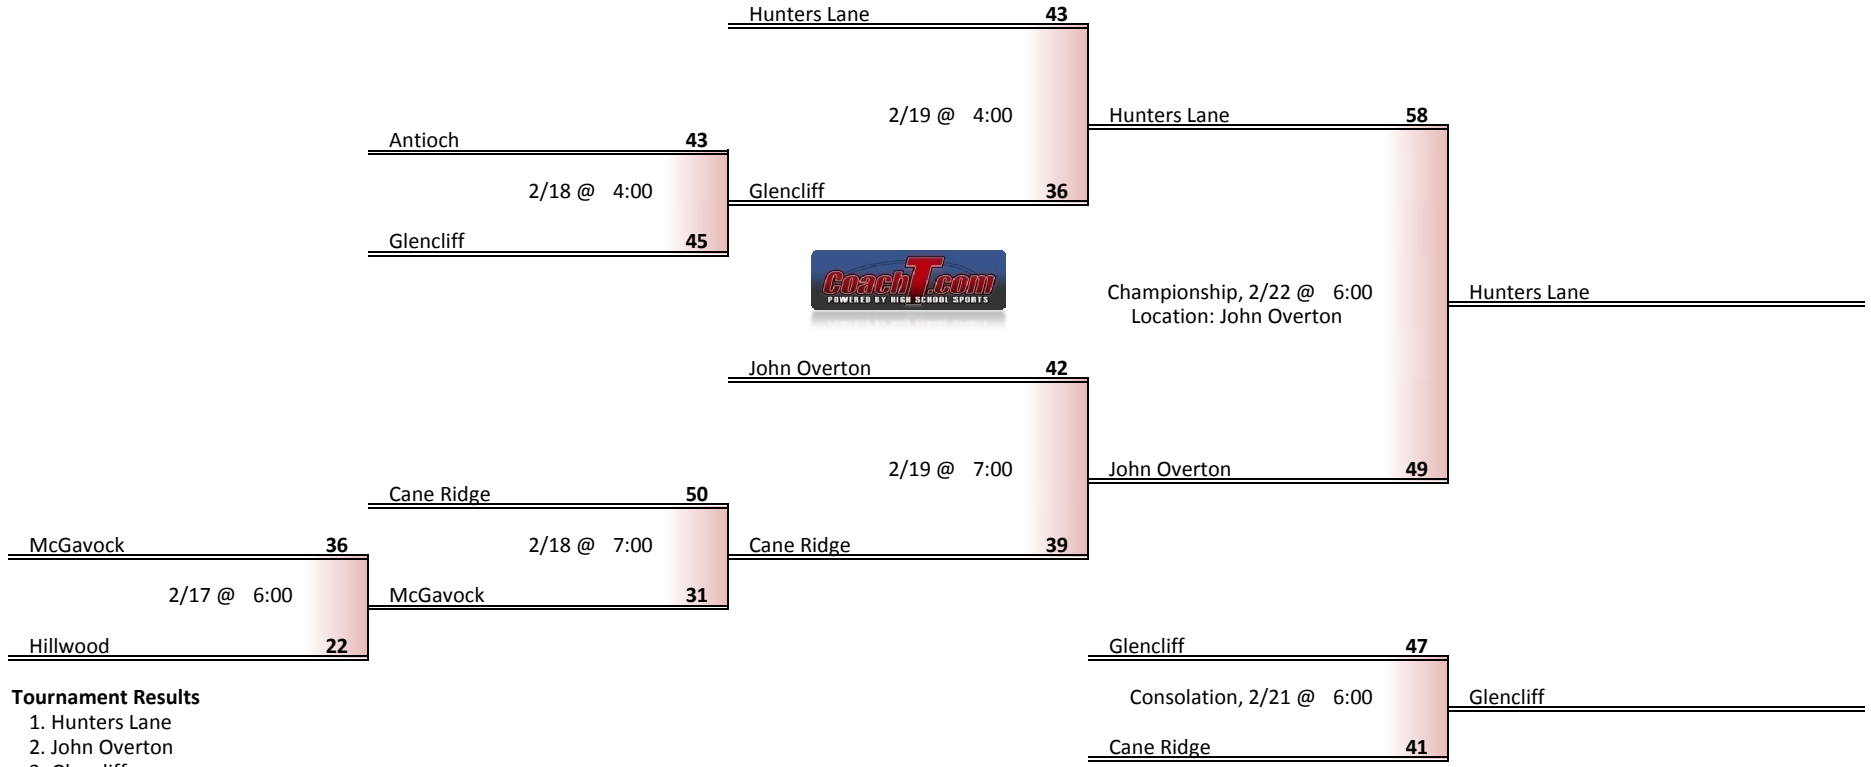 Hunters Lane 43
2/19 @ 4:00
Hunters Lane 58
Antioch 43
2/18 @ 4:00
Glencliff 36
Glencliff 45
CoachT.com
POWERED BY HIGH SCHOOL SPORTS
Championship, 2/22 @ 6:00
Location: John Overton
Hunters Lane
John Overton 42
2/19 @ 7:00
John Overton 49
Cane Ridge 50
McGavock 36
2/18 @ 7:00
Cane Ridge 39
2/17 @ 6:00
McGavock 31
Hillwood 22
Glencliff 47
Consolation, 2/21 @ 6:00
Glencliff
Cane Ridge 41
Tournament Results
1. Hunters Lane
2. John Overton